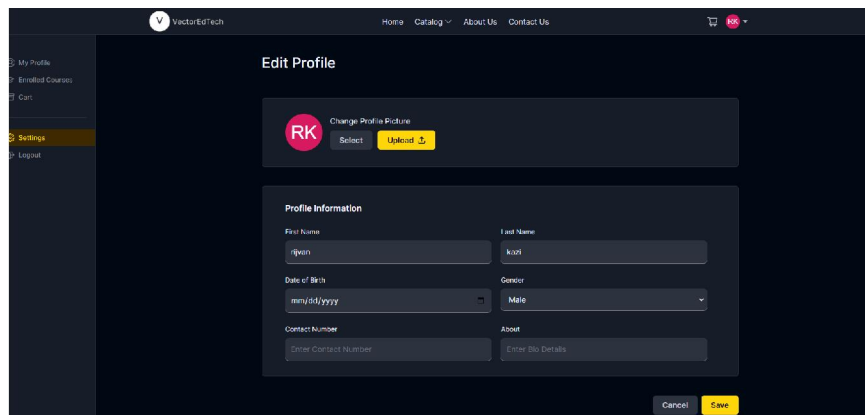 V VectorEdTech Home Catalog About Us Contact Us RK
My Profile
Enrolled Courses
Cart
Settings
Logout
Edit Profile
RK
Change Profile Picture
Select Upload
Profile Information
First Name Last Name
rijvan kazi
Date of Birth Gender
mm/dd/yyyy Male
Contact Number About
Enter Contact Number Enter Bio Details
Cancel Save